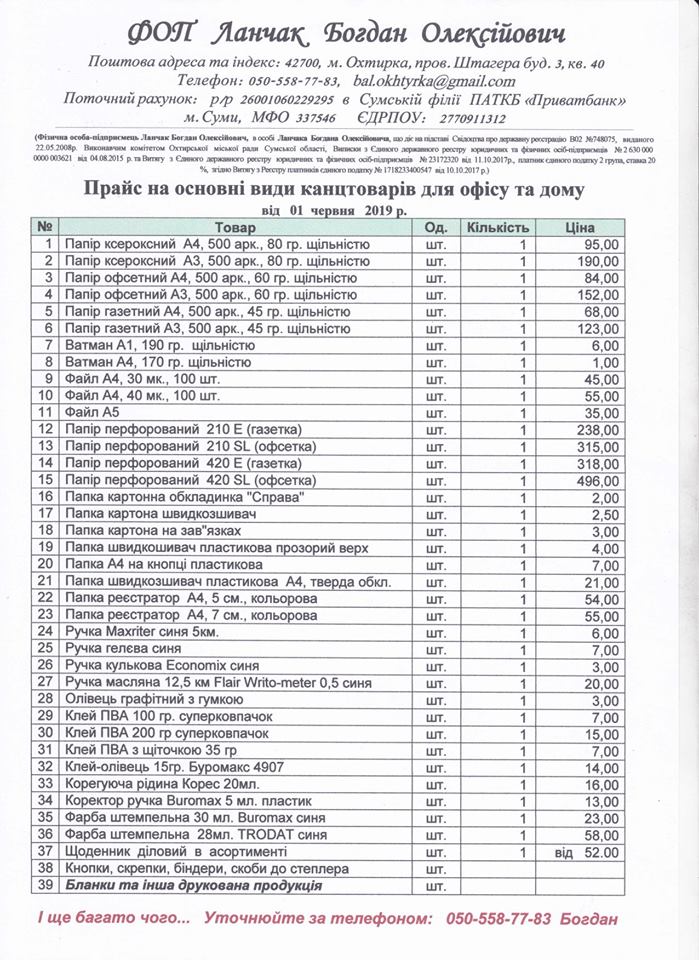 ФОП Ланчак Богдан Олексійович
Поштова адреса та індекс: 42700, м. Охтирка, пров. Штагера буд. 3, кв. 40
Телефон: 050-558-77-83, bal.okhtyrka@gmail.com
Поточний рахунок: р/р 26001060229295 в Сумській філії ПАТКБ «Приватбанк»
м. Суми, МФО 337546 ЄДРПОУ: 2770911312
(Фізична особа-підприємець Ланчак Богдан Олексійович, в особі Ланчака Богдана Олексійовича, що діє на підставі Свідоцтва про державну реєстрацію В02 №748075, виданого
22.05.2008р. Виконавчим комітетом Охтирської міської ради Сумської області, Виписки з Єдиного державного реєстру юридичних та фізичних осіб-підприємців № 2 630 000
0000 003621 від 04.08.2015 р. та Витягу з Єдиного державного реєстру юридичних та фізичних осіб-підприємців № 23172320 від 11.10.2017р., платник єдиного податку 2 група, ставка 20
%, згідно Витягу з Реєстру платників єдиного податку № 1718233400547 від 10.10.2017 р.)
Прайс на основні види канцтоварів для офісу та дому
від 01 червня 2019 р.
№ Товар Од. Кількість Ціна
1 Папір ксероксний А4, 500 арк., 80 гр. щільністю шт. 1 95,00
2 Папір ксероксний А3, 500 арк., 80 гр. щільністю шт. 1 190,00
3 Папір офсетний А4, 500 арк., 60 гр. щільністю шт. 1 84,00
4 Папір офсетний А3, 500 арк., 60 гр. щільністю шт. 1 152,00
5 Папір газетний А4, 500 арк., 45 гр. щільністю шт. 1 68,00
6 Папір газетний А3, 500 арк., 45 гр. щільністю шт. 1 123,00
7 Ватман А1, 190 гр. щільністю шт. 1 6,00
8 Ватман А4, 170 гр. щільністю шт. 1 1,00
9 Файл А4, 30 мк., 100 шт. шт. 1 45,00
10 Файл А4, 40 мк., 100 шт. шт. 1 55,00
11 Файл А5 шт. 1 35,00
12 Папір перфорований 210 Е (газетка) шт. 1 238,00
13 Папір перфорований 210 SL (офсетка) шт. 1 315,00
14 Папір перфорований 420 Е (газетка) шт. 1 318,00
15 Папір перфорований 420 SL (офсетка) шт. 1 496,00
16 Папка картонна обкладинка "Справа" шт. 1 2,00
17 Папка картона швидкозшивач шт. 1 2,50
18 Папка картона на зав"язках шт. 1 3,00
19 Папка швидкошивач пластикова прозорий верх шт. 1 4,00
20 Папка А4 на кнопці пластикова шт. 1 7,00
21 Папка швидкозшивач пластикова А4, тверда обкл. шт. 1 21,00
22 Папка реєстратор А4, 5 см., кольорова шт. 1 54,00
23 Папка реєстратор А4, 7 см., кольорова шт. 1 55,00
24 Ручка Maxriter синя 5км. шт. 1 6,00
25 Ручка гелєва синя шт. 1 7,00
26 Ручка кулькова Economix синя шт. 1 3,00
27 Ручка масляна 12,5 км Flair Writo-meter 0,5 синя шт. 1 20,00
28 Олівець графітний з гумкою шт. 1 3,00
29 Клей ПВА 100 гр. суперковпачок шт. 1 7,00
30 Клей ПВА 200 гр суперковпачок шт. 1 15,00
31 Клей ПВА з щіточкою 35 гр шт. 1 7,00
32 Клей-олівець 15гр. Буромакс 4907 шт. 1 14,00
33 Корегуюча рідина Корес 20мл. шт. 1 16,00
34 Коректор ручка Buromax 5 мл. пластик шт. 1 13,00
35 Фарба штемпельна 30 мл. Buromax синя шт. 1 23,00
36 Фарба штемпельна 28мл. TRODAT синя шт. 1 58,00
37 Щоденник діловий в асортименті шт. 1 від 52.00
38 Кнопки, скрепки, біндери, скоби до степлера шт.
39 Бланки та інша друкована продукція шт.
І ще багато чого... Уточнюйте за телефоном: 050-558-77-83 Богдан